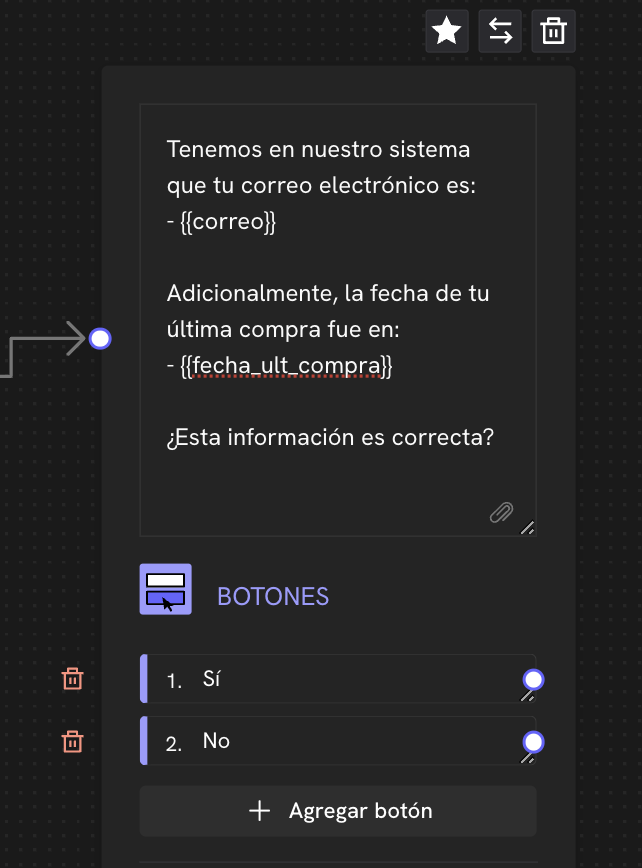 Tenemos en nuestro sistema
que tu correo electrónico es:
- {{correo}}
Adicionalmente, la fecha de tu
última compra fue en:
- {{fecha_ult_compra}}
¿Esta información es correcta?
BOTONES
1. Sí
2. No
Agregar botón